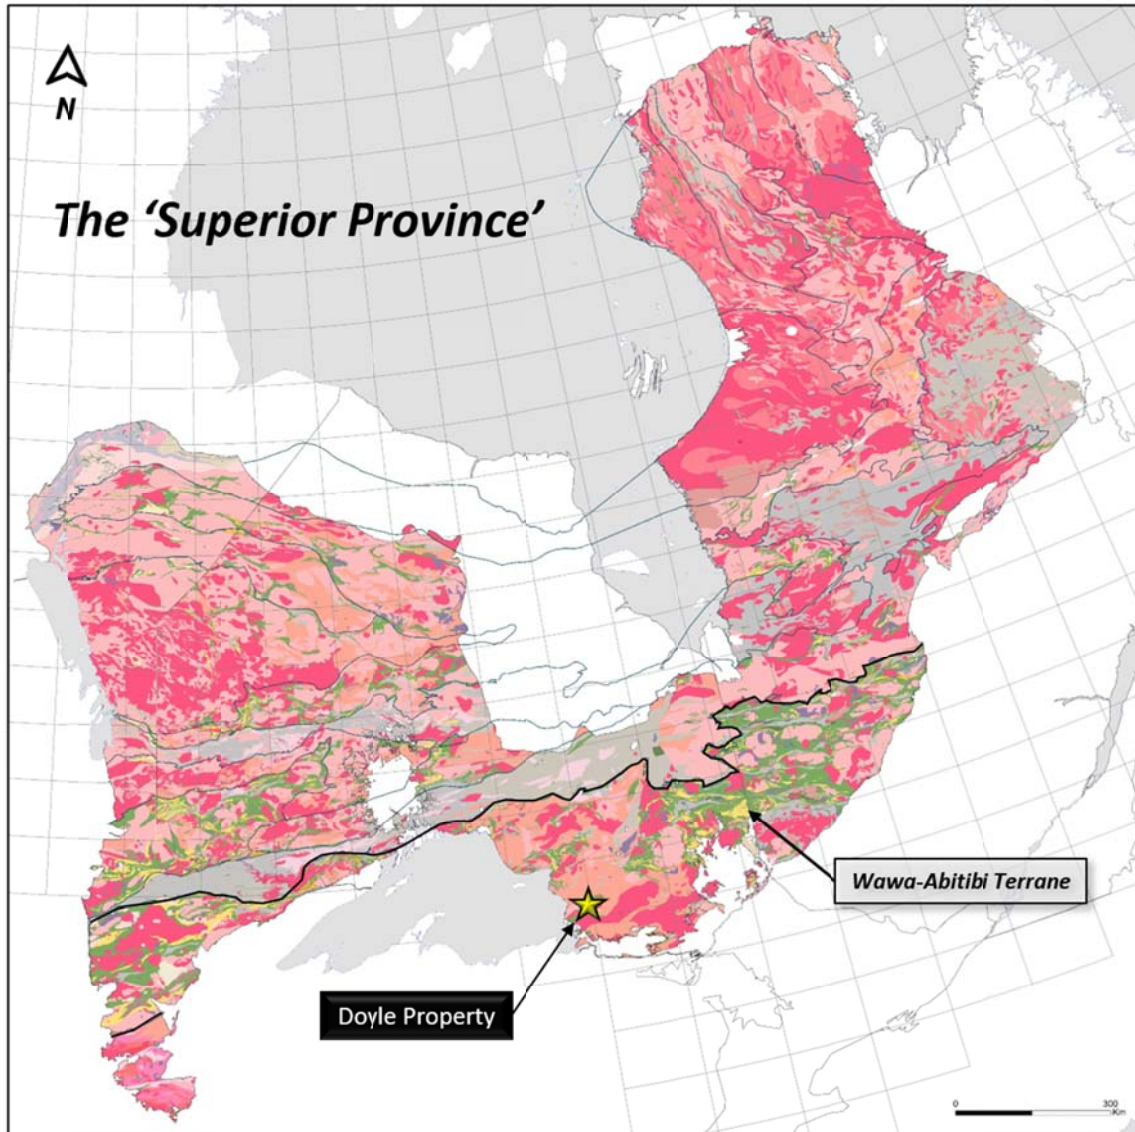 N
The 'Superior Province'
Wawa-Abitibi Terrane
Doyle Property
0 300
Km